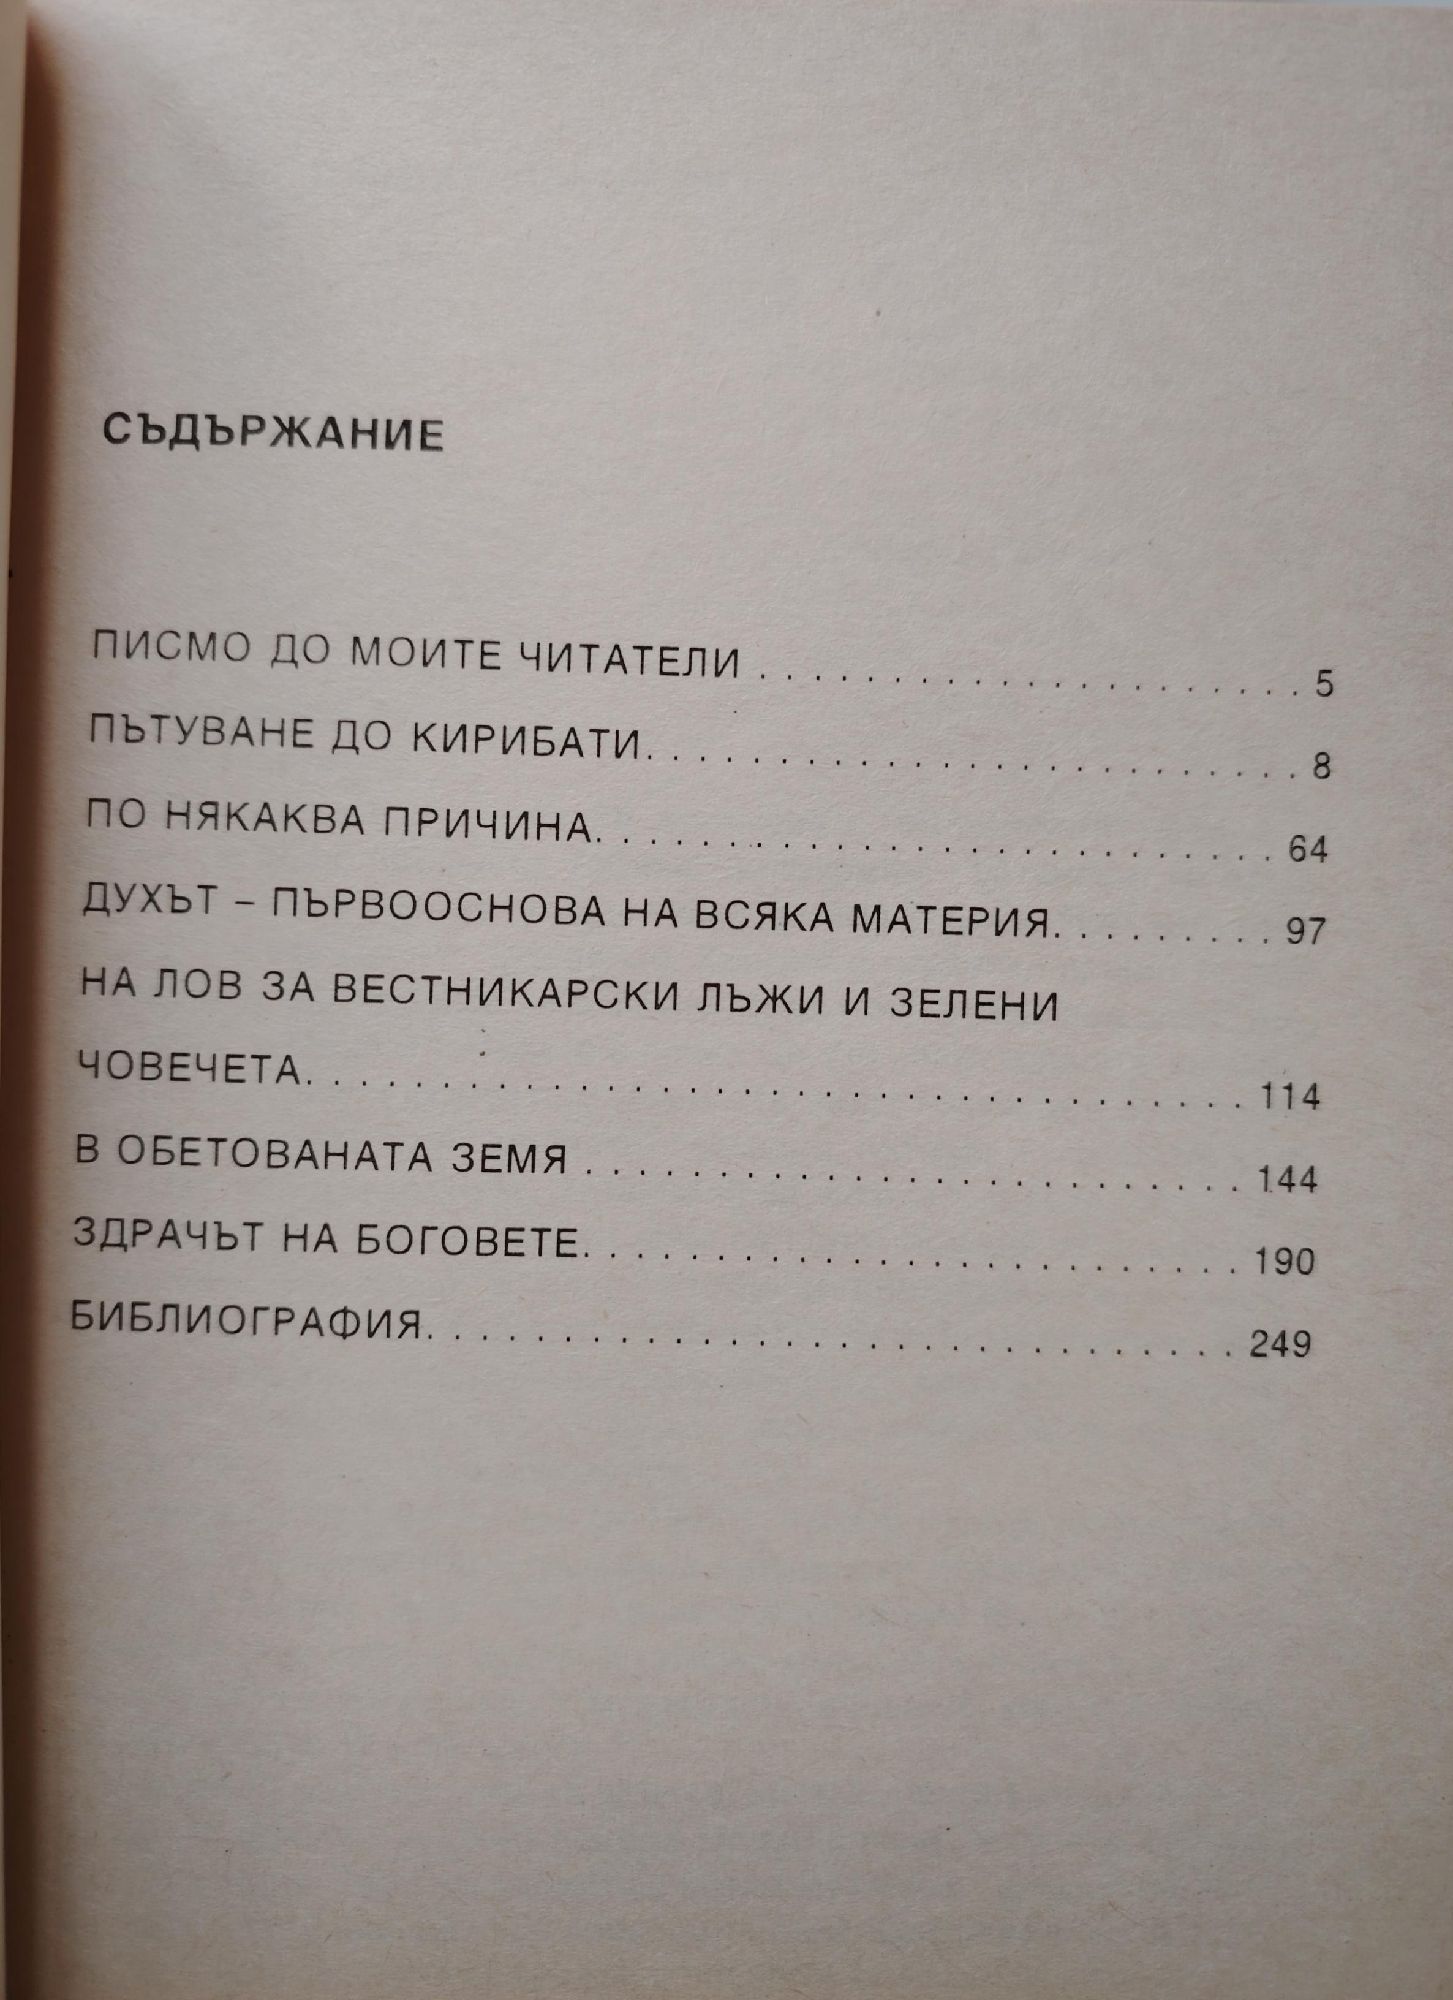 СЪДЪРЖАНИЕ
ПИСМО ДО МОИТЕ ЧИТАТЕЛИ . . . . . . . . . . . . . . . . . . . . . 5
ПЪТУВАНЕ ДО КИРИБАТИ. . . . . . . . . . . . . . . . . . . . . . . . . 8
ПО НЯКАКВА ПРИЧИНА. . . . . . . . . . . . . . . . . . . . . . . . . . 64
ДУХЪТ – ПЪРВООСНОВА НА ВСЯКА МАТЕРИЯ. . . . . . . . . 97
НА ЛОВ ЗА ВЕСТНИКАРСКИ ЛЪЖИ И ЗЕЛЕНИ
ЧОВЕЧЕТА. . . . . . . . . . . . . . . . . . . . . . . . . . . . . . . . . . . 114
В ОБЕТОВАНАТА ЗЕМЯ . . . . . . . . . . . . . . . . . . . . . . . . . 144
ЗДРАЧЪТ НА БОГОВЕТЕ. . . . . . . . . . . . . . . . . . . . . . . . . 190
БИБЛИОГРАФИЯ. . . . . . . . . . . . . . . . . . . . . . . . . . . . . . 249